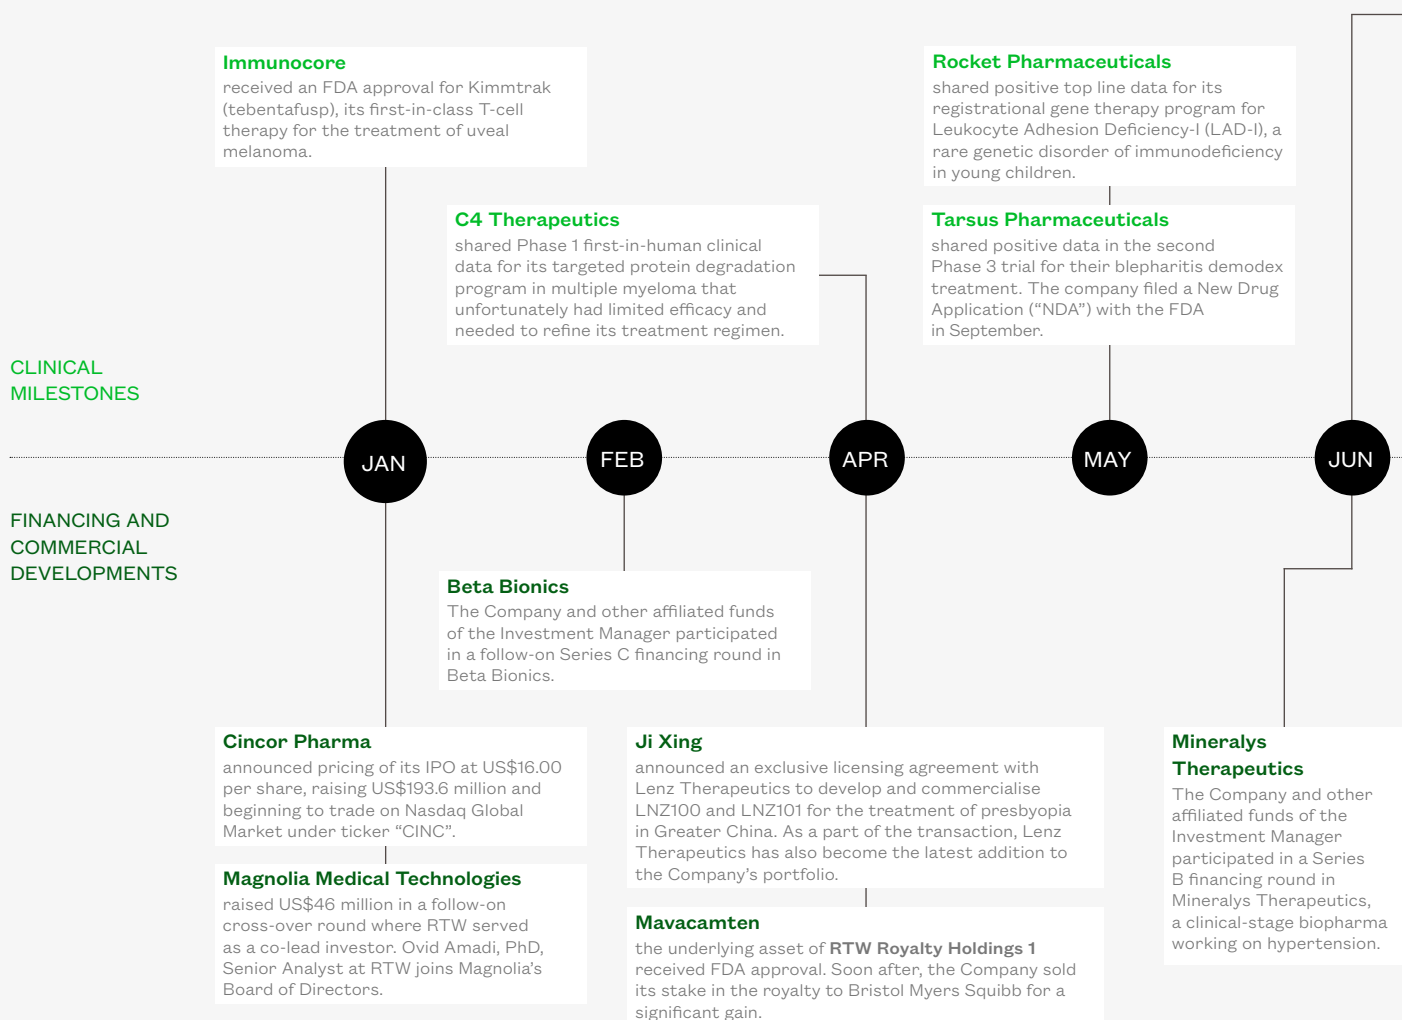 Immunocore
received an FDA approval for Kimmtrak
(tebentafusp), its first-in-class T-cell
therapy for the treatment of uveal
melanoma.
Rocket Pharmaceuticals
shared positive top line data for its
registrational gene therapy program for
Leukocyte Adhesion Deficiency-I (LAD-I), a
rare genetic disorder of immunodeficiency
in young children.
C4 Therapeutics
shared Phase 1 first-in-human clinical
data for its targeted protein degradation
program in multiple myeloma that
unfortunately had limited efficacy and
needed to refine its treatment regimen.
Tarsus Pharmaceuticals
shared positive data in the second
Phase 3 trial for their blepharitis demodex
treatment. The company filed a New Drug
Application (“NDA”) with the FDA
in September.
CLINICAL
MILESTONES
JAN
FEB
APR
MAY
JUN
FINANCING AND
COMMERCIAL
DEVELOPMENTS
Beta Bionics
The Company and other affiliated funds
of the Investment Manager participated
in a follow-on Series C financing round in
Beta Bionics.
Cincor Pharma
announced pricing of its IPO at US$16.00
per share, raising US$193.6 million and
beginning to trade on Nasdaq Global
Market under ticker “CINC”.
Magnolia Medical Technologies
raised US$46 million in a follow-on
cross-over round where RTW served
as a co-lead investor. Ovid Amadi, PhD,
Senior Analyst at RTW joins Magnolia’s
Board of Directors.
Ji Xing
announced an exclusive licensing agreement with
Lenz Therapeutics to develop and commercialise
LNZ100 and LNZ101 for the treatment of presbyopia
in Greater China. As a part of the transaction, Lenz
Therapeutics has also become the latest addition to
the Company’s portfolio.
Mavacamten
the underlying asset of RTW Royalty Holdings 1
received FDA approval. Soon after, the Company sold
its stake in the royalty to Bristol Myers Squibb for a
significant gain.
Mineralys
Therapeutics
The Company and other
affiliated funds of the
Investment Manager
participated in a Series
B financing round in
Mineralys Therapeutics,
a clinical-stage biopharma
working on hypertension.